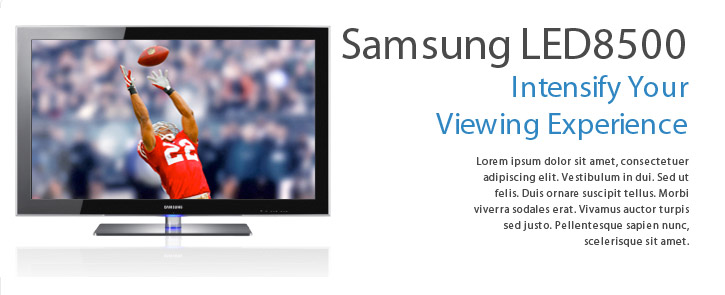 Samsung LED8500
Intensify Your
Viewing Experience
Lorem ipsum dolor sit amet, consectetuer
adipiscing elit. Vestibulum in dui. Sed ut
felis. Duis ornare suscipit tellus. Morbi
viverra sodales erat. Vivamus auctor turpis
sed justo. Pellentesque sapien nunc,
scelerisque sit amet.
22
SAMSUNG